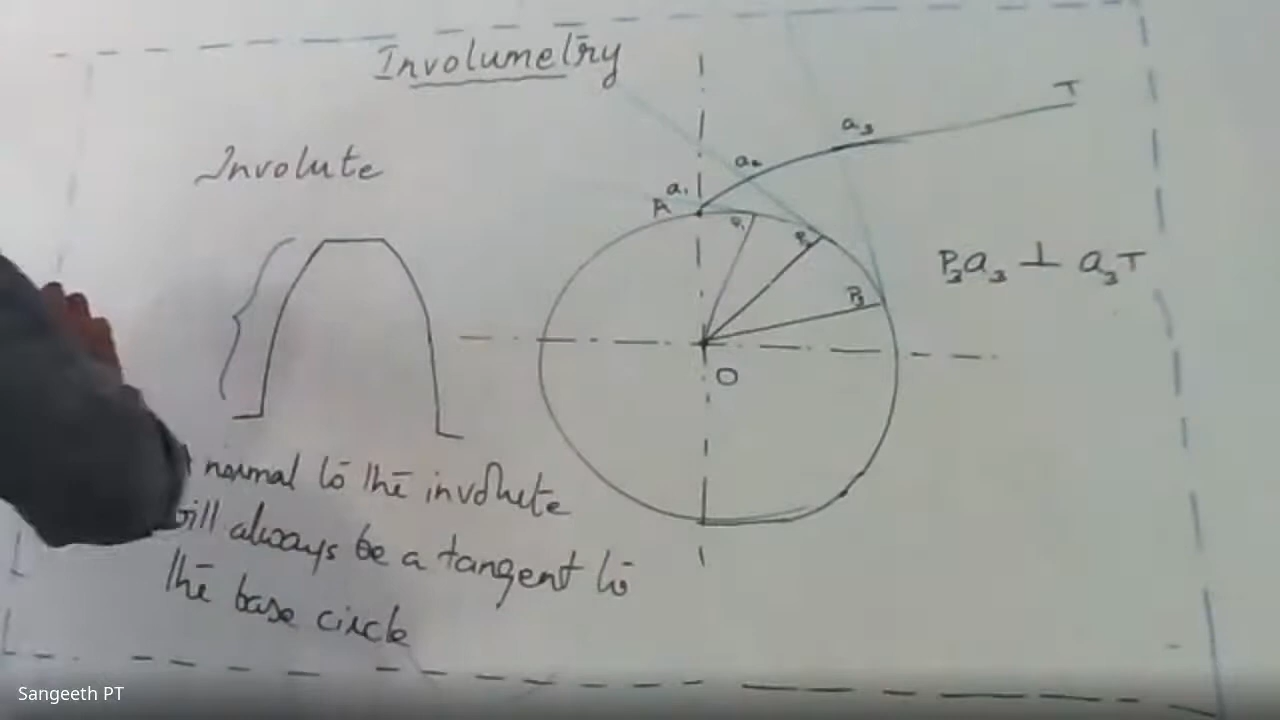 Involumetry
Involute
T
a₃
a₂
a₁
A
P₁
P₂
P₃
O
P₃a₃ ⊥ a₃T
normal to the involute
will always be a tangent to
the base circle
Sangeeth PT